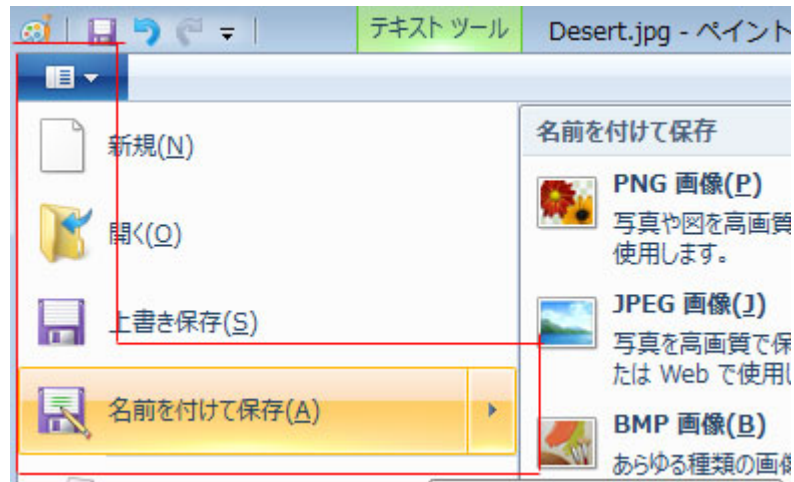 テキスト ツール
Desert.jpg - ペイント
新規(N)
開く(O)
上書き保存(S)
名前を付けて保存(A)
名前を付けて保存
PNG 画像(P)
写真や図を高画質
使用します。
JPEG 画像(J)
写真を高画質で保
たは Web で使用し
BMP 画像(B)
あらゆる種類の画像